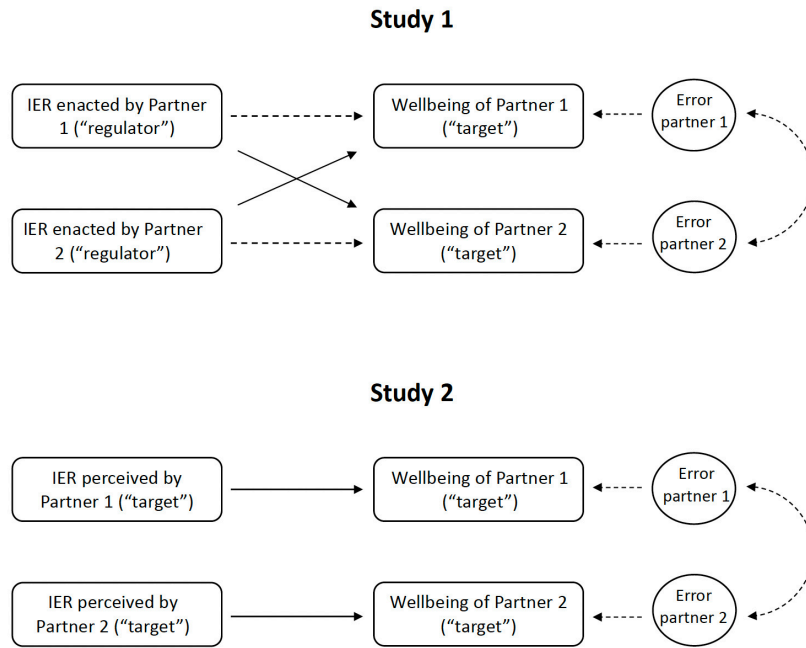 Study 1
IER enacted by Partner
1 (“regulator”)
Wellbeing of Partner 1
(“target”)
Error
partner 1
IER enacted by Partner
2 (“regulator”)
Wellbeing of Partner 2
(“target”)
Error
partner 2
Study 2
IER perceived by
Partner 1 (“target”)
Wellbeing of Partner 1
(“target”)
Error
partner 1
IER perceived by
Partner 2 (“target”)
Wellbeing of Partner 2
(“target”)
Error
partner 2